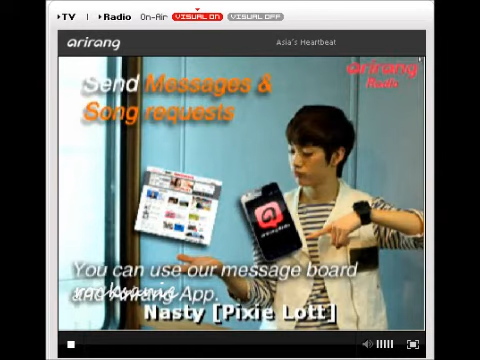 TV Radio On-Air VISUAL ON VISUAL OFF
arirang Asia's Heartbeat
arirang
Radio
Send Messages &
Song requests
You can use our message board
and Arirang App.
Nasty [Pixie Lott]